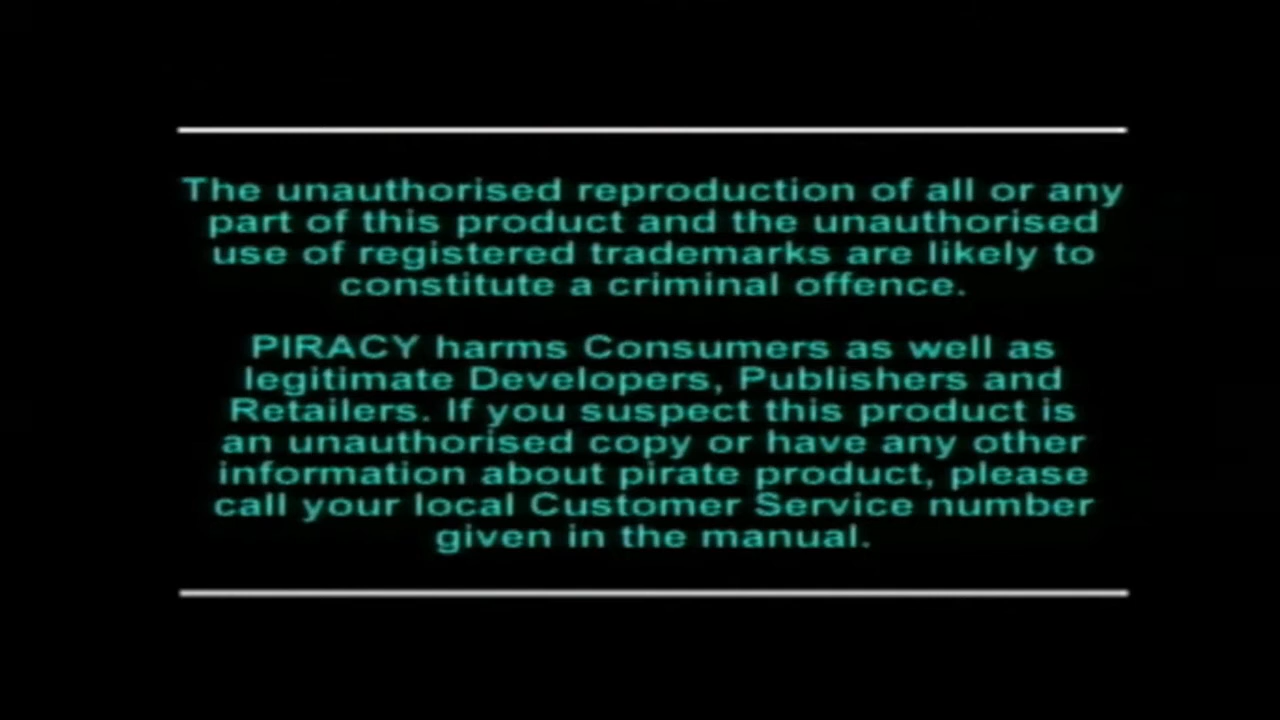 The unauthorised reproduction of all or any
part of this product and the unauthorised
use of registered trademarks are likely to
constitute a criminal offence.
PIRACY harms Consumers as well as
legitimate Developers, Publishers and
Retailers. If you suspect this product is
an unauthorised copy or have any other
information about pirate product, please
call your local Customer Service number
given in the manual.